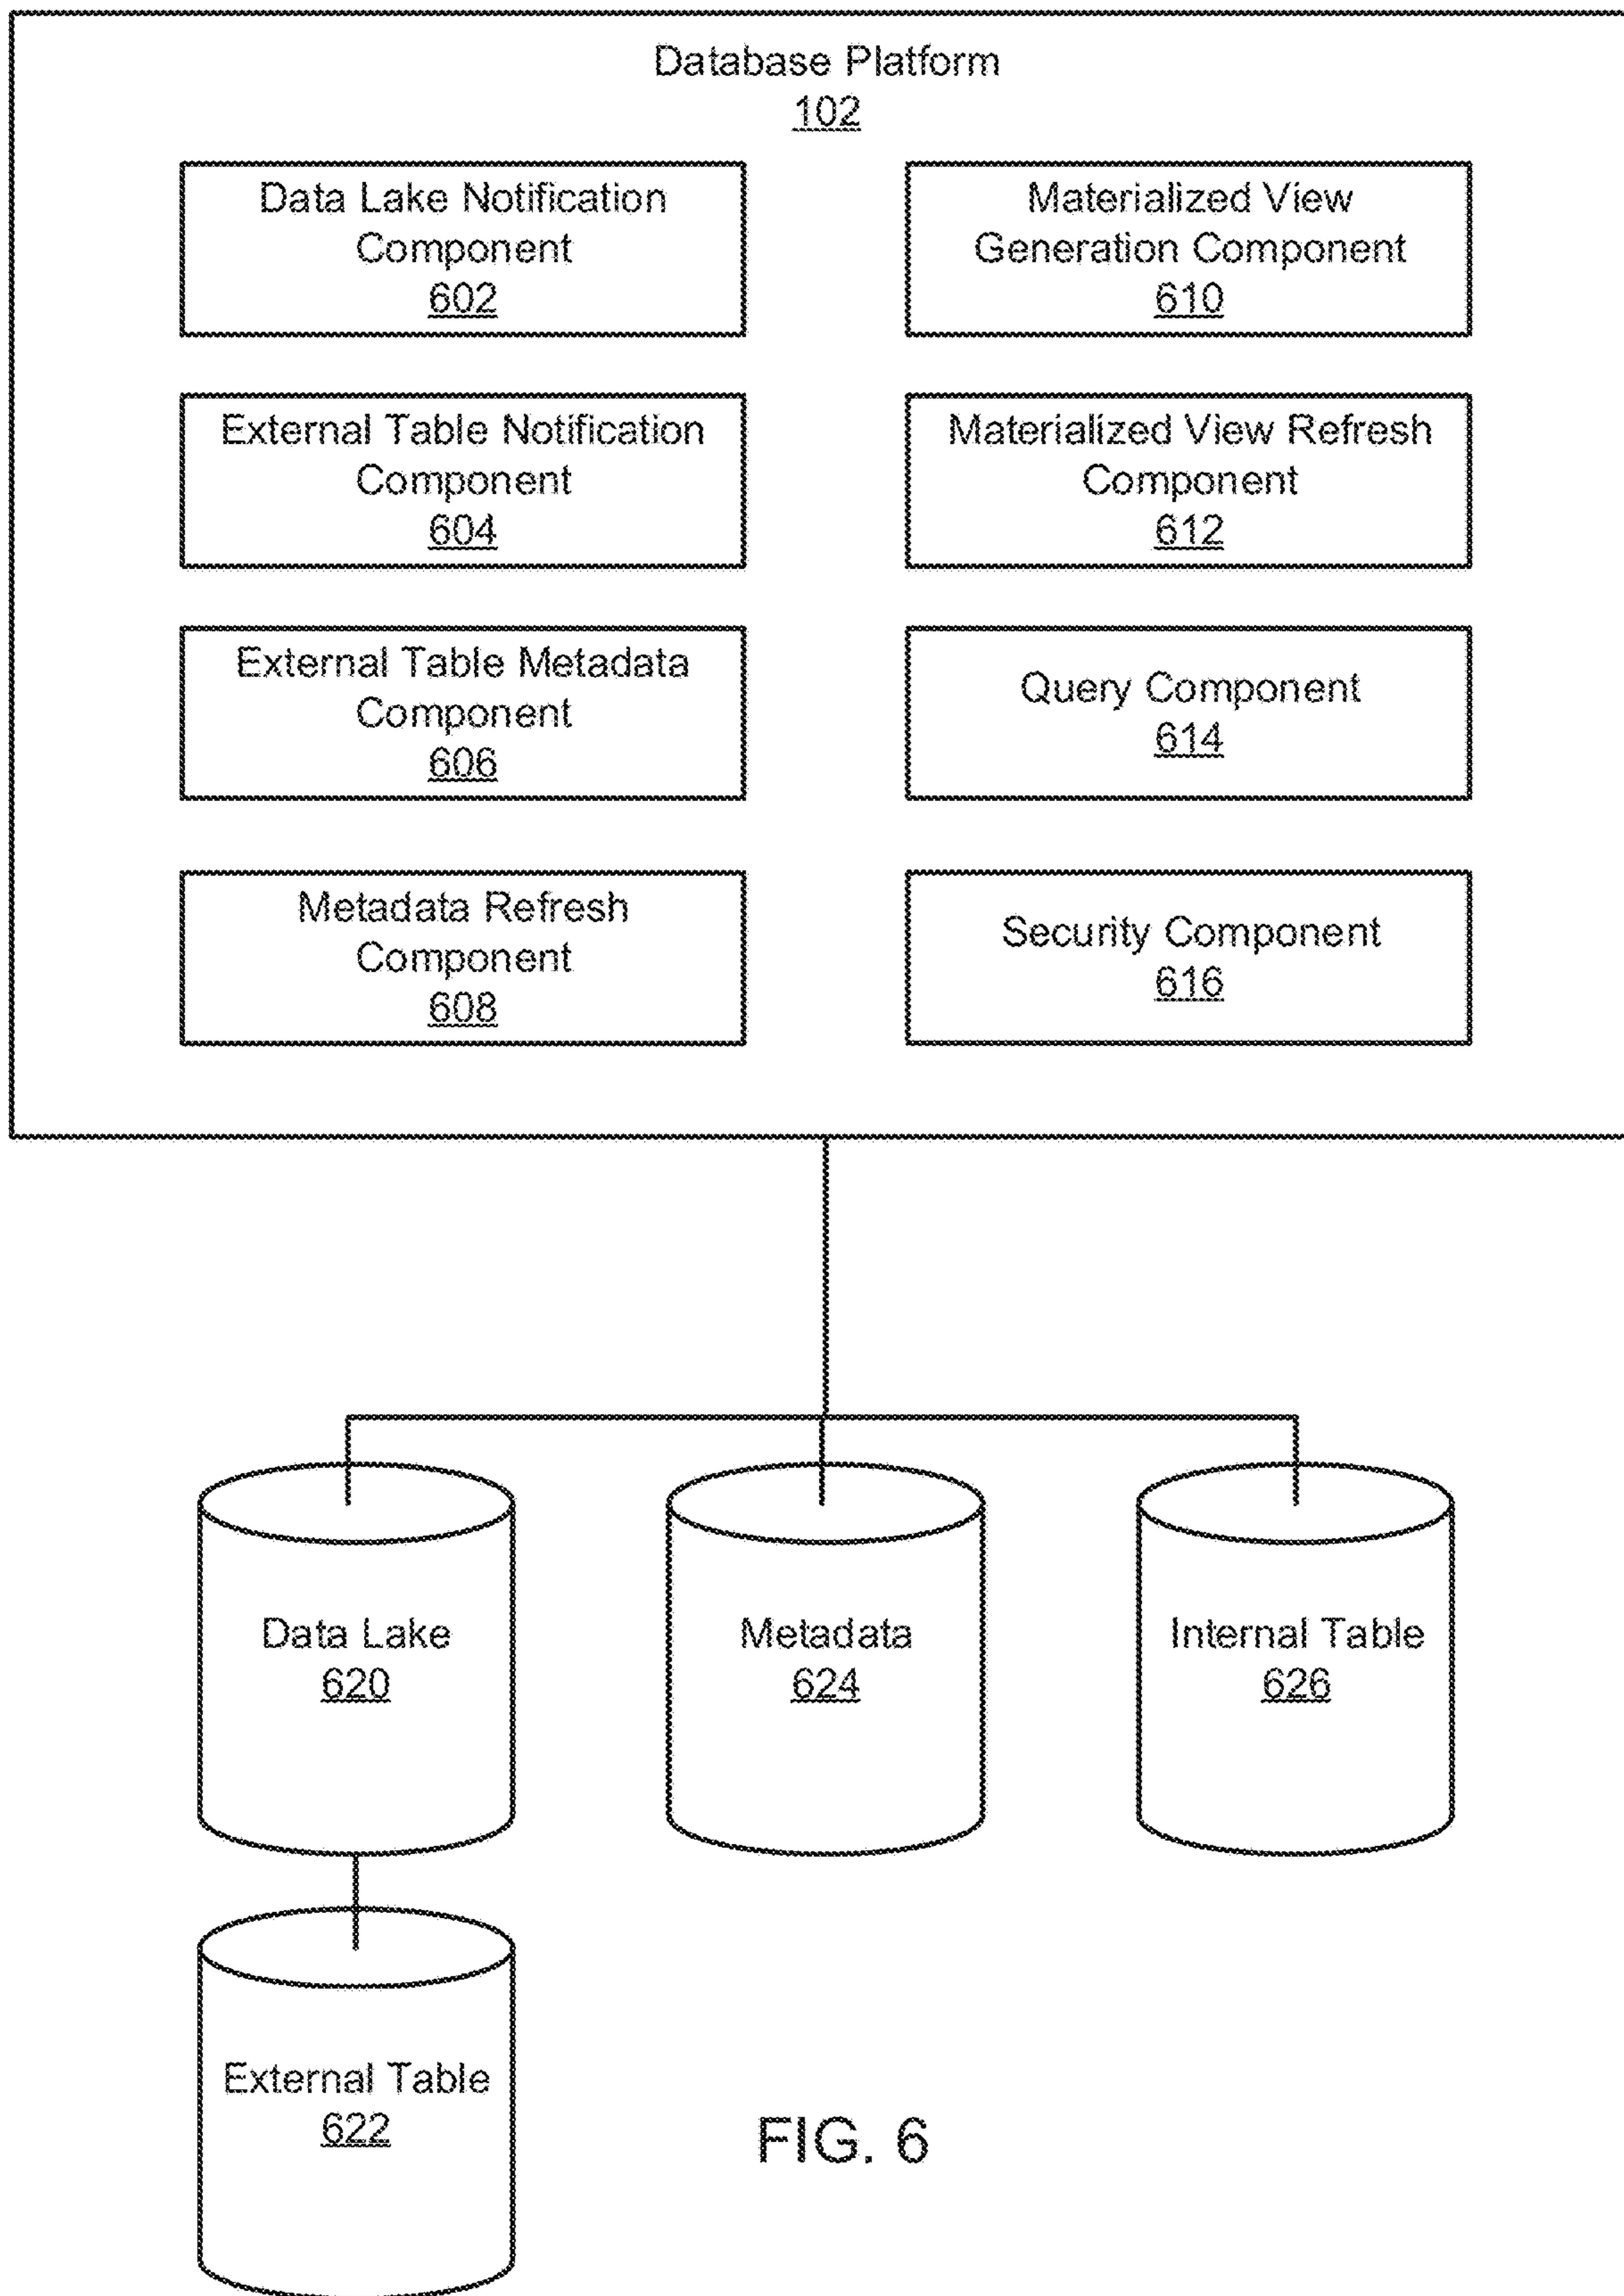 Database Platform
102
Data Lake Notification
Component
602
Materialized View
Generation Component
610
External Table Notification
Component
604
Materialized View Refresh
Component
612
External Table Metadata
Component
606
Query Component
614
Metadata Refresh
Component
608
Security Component
616
Data Lake
620
Metadata
624
Internal Table
626
External Table
622
FIG. 6